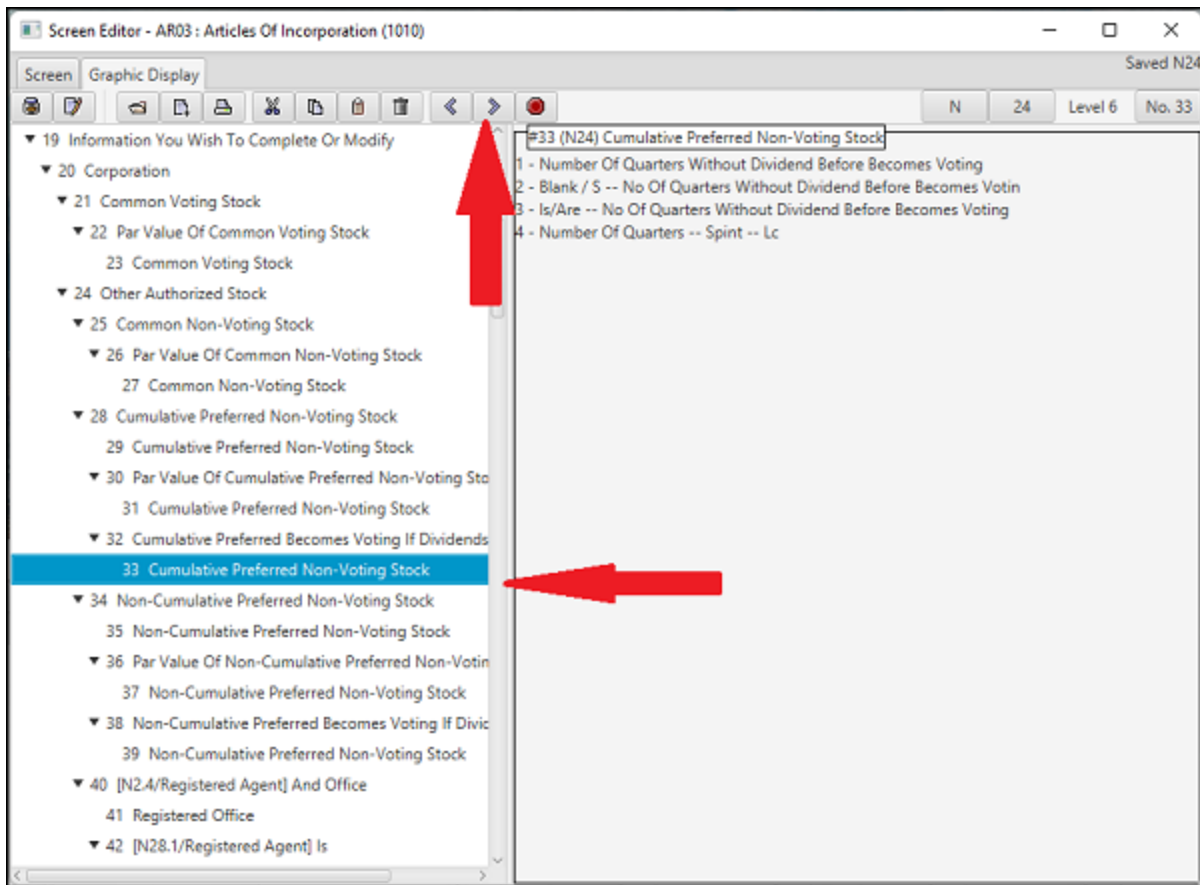 Screen Editor - AR03 : Articles Of Incorporation (1010)
Saved N24
Screen Graphic Display
N 24 Level 6 No. 33
19 Information You Wish To Complete Or Modify
20 Corporation
21 Common Voting Stock
22 Par Value Of Common Voting Stock
23 Common Voting Stock
24 Other Authorized Stock
25 Common Non-Voting Stock
26 Par Value Of Common Non-Voting Stock
27 Common Non-Voting Stock
28 Cumulative Preferred Non-Voting Stock
29 Cumulative Preferred Non-Voting Stock
30 Par Value Of Cumulative Preferred Non-Voting Sto
31 Cumulative Preferred Non-Voting Stock
32 Cumulative Preferred Becomes Voting If Dividends
33 Cumulative Preferred Non-Voting Stock
34 Non-Cumulative Preferred Non-Voting Stock
35 Non-Cumulative Preferred Non-Voting Stock
36 Par Value Of Non-Cumulative Preferred Non-Votin
37 Non-Cumulative Preferred Non-Voting Stock
38 Non-Cumulative Preferred Becomes Voting If Divid
39 Non-Cumulative Preferred Non-Voting Stock
40 [N2.4/Registered Agent] And Office
41 Registered Office
42 [N28.1/Registered Agent] Is
#33 (N24) Cumulative Preferred Non-Voting Stock
1 - Number Of Quarters Without Dividend Before Becomes Voting
2 - Blank / S -- No Of Quarters Without Dividend Before Becomes Votin
3 - Is/Are -- No Of Quarters Without Dividend Before Becomes Voting
4 - Number Of Quarters -- Spint -- Lc